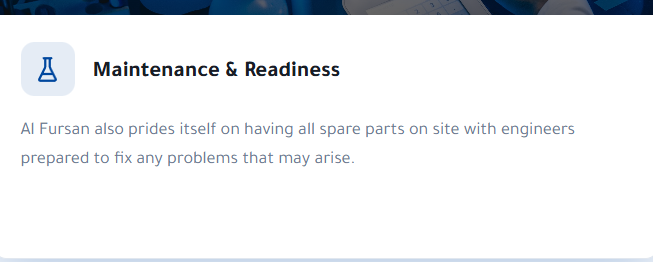 Maintenance & Readiness
Al Fursan also prides itself on having all spare parts on site with engineers
prepared to fix any problems that may arise.